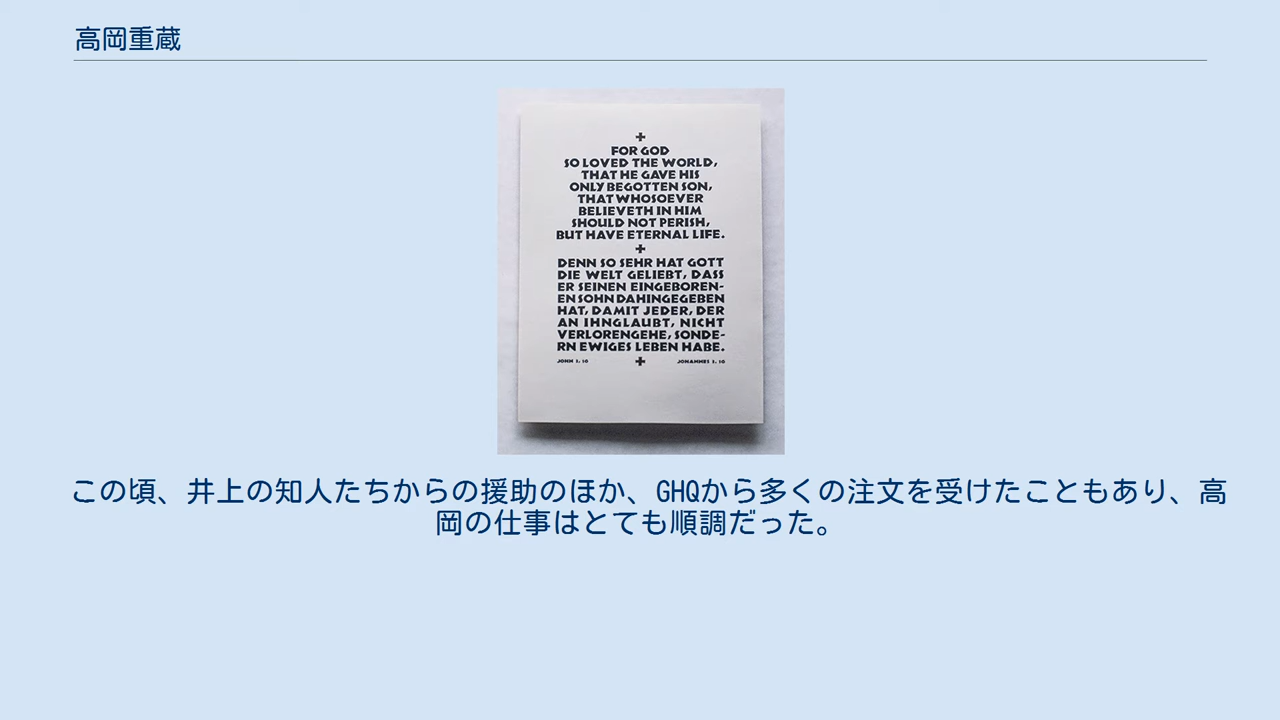 高岡重蔵
FOR GOD
SO LOVED THE WORLD,
THAT HE GAVE HIS
ONLY BEGOTTEN SON,
THAT WHOSOEVER
BELIEVETH IN HIM
SHOULD NOT PERISH,
BUT HAVE ETERNAL LIFE.
DENN SO SEHR HAT GOTT
DIE WELT GELIEBT, DASS
ER SEINEN EINGEBOREN-
EN SOHN DAHINGEGEBEN
HAT, DAMIT JEDER, DER
AN IHNGLAUBT, NICHT
VERLORENGEHE, SONDE-
RN EWIGES LEBEN HABE.
JOHN
JOHANNES
この頃、井上の知人たちからの援助のほか、GHQから多くの注文を受けたこともあり、高
岡の仕事はとても順調だった。